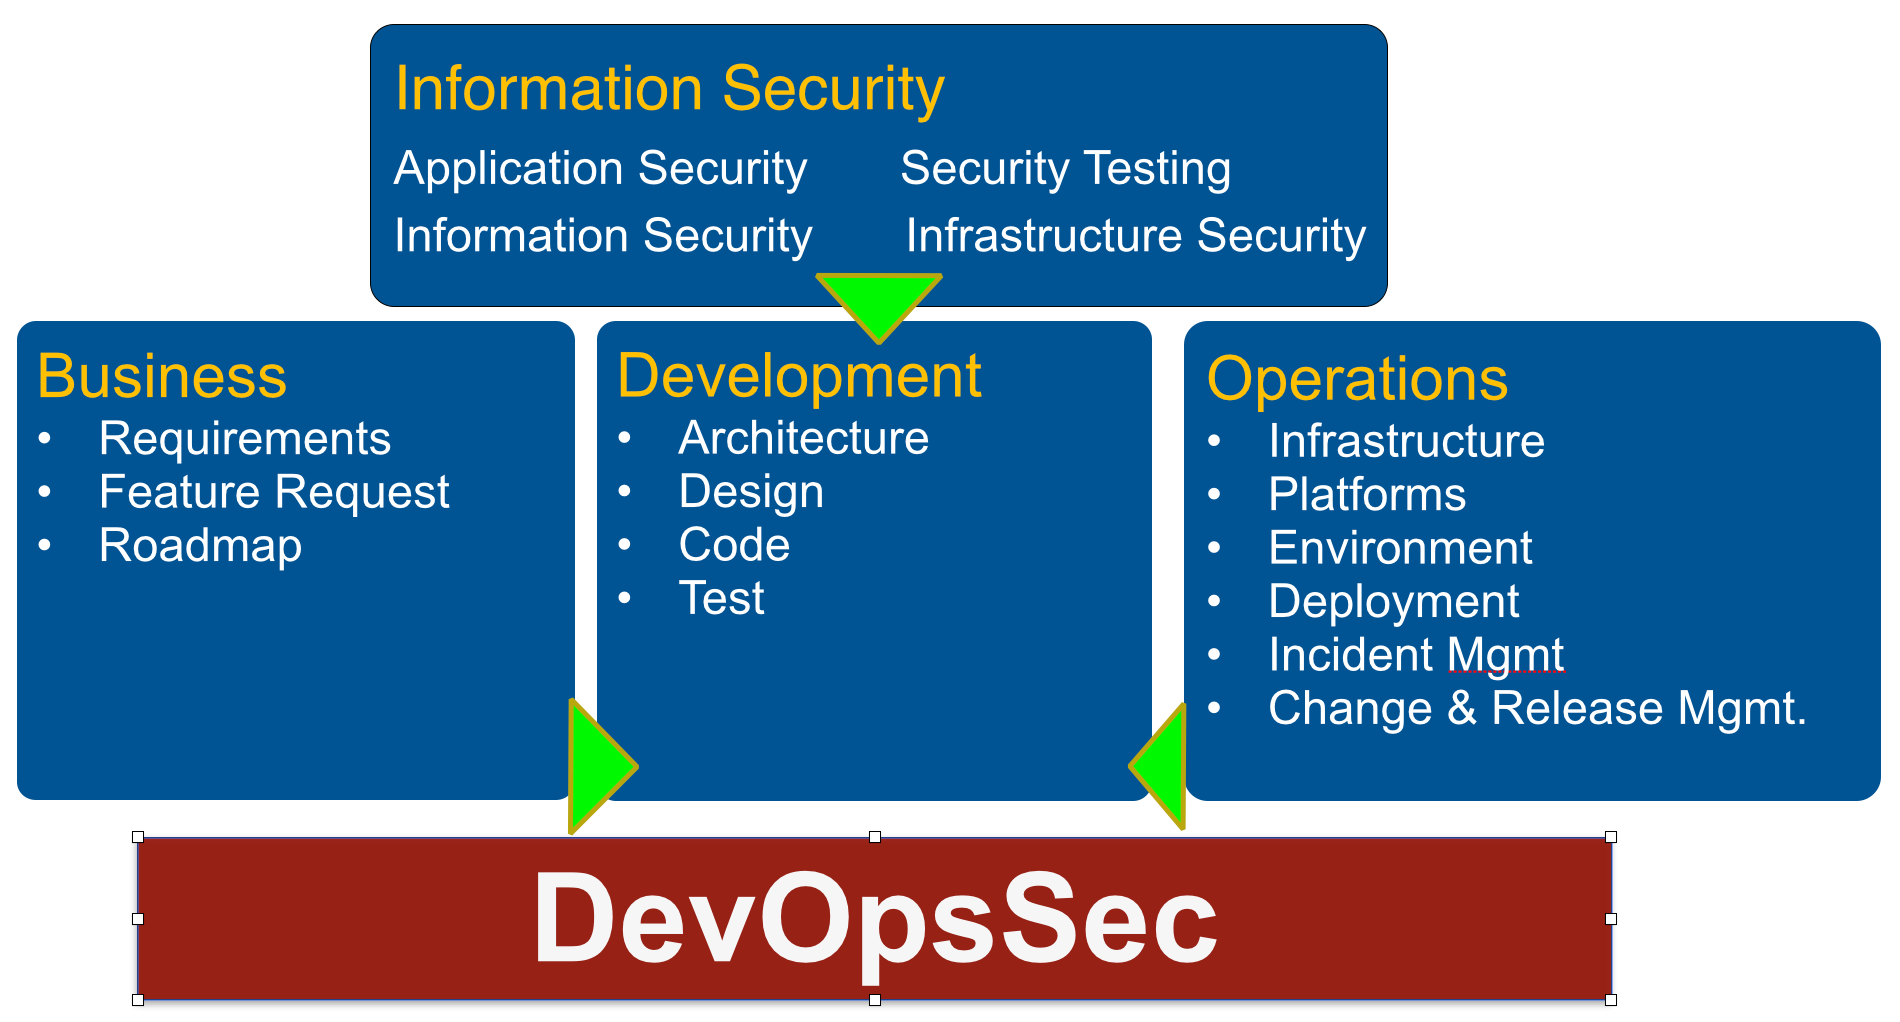 Information Security
Application Security Security Testing
Information Security Infrastructure Security
Business
• Requirements
• Feature Request
• Roadmap
Development
• Architecture
• Design
• Code
• Test
Operations
• Infrastructure
• Platforms
• Environment
• Deployment
• Incident Mgmt
• Change & Release Mgmt.
DevOpsSec